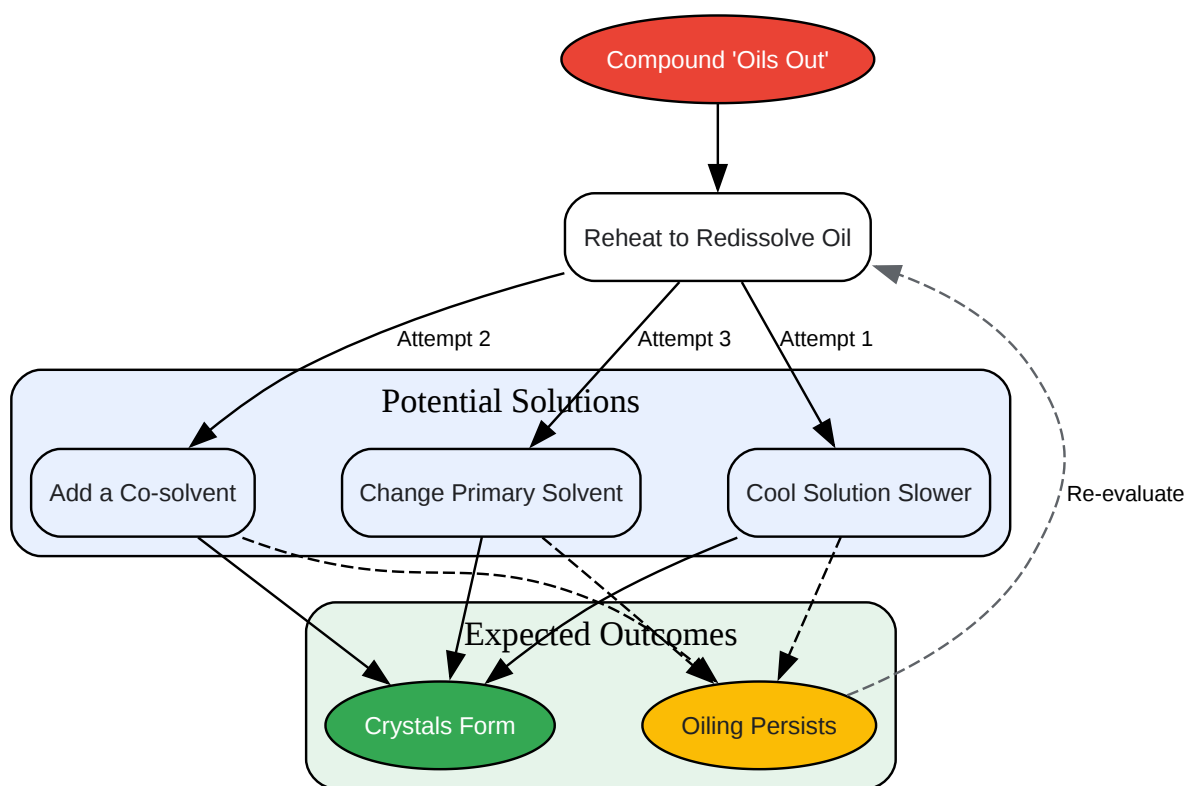 Compound 'Oils Out'
Reheat to Redissolve Oil
Attempt 2
Attempt 3
Attempt 1
Potential Solutions
Add a Co-solvent
Change Primary Solvent
Cool Solution Slower
Re-evaluate
Expected Outcomes
Crystals Form
Oiling Persists